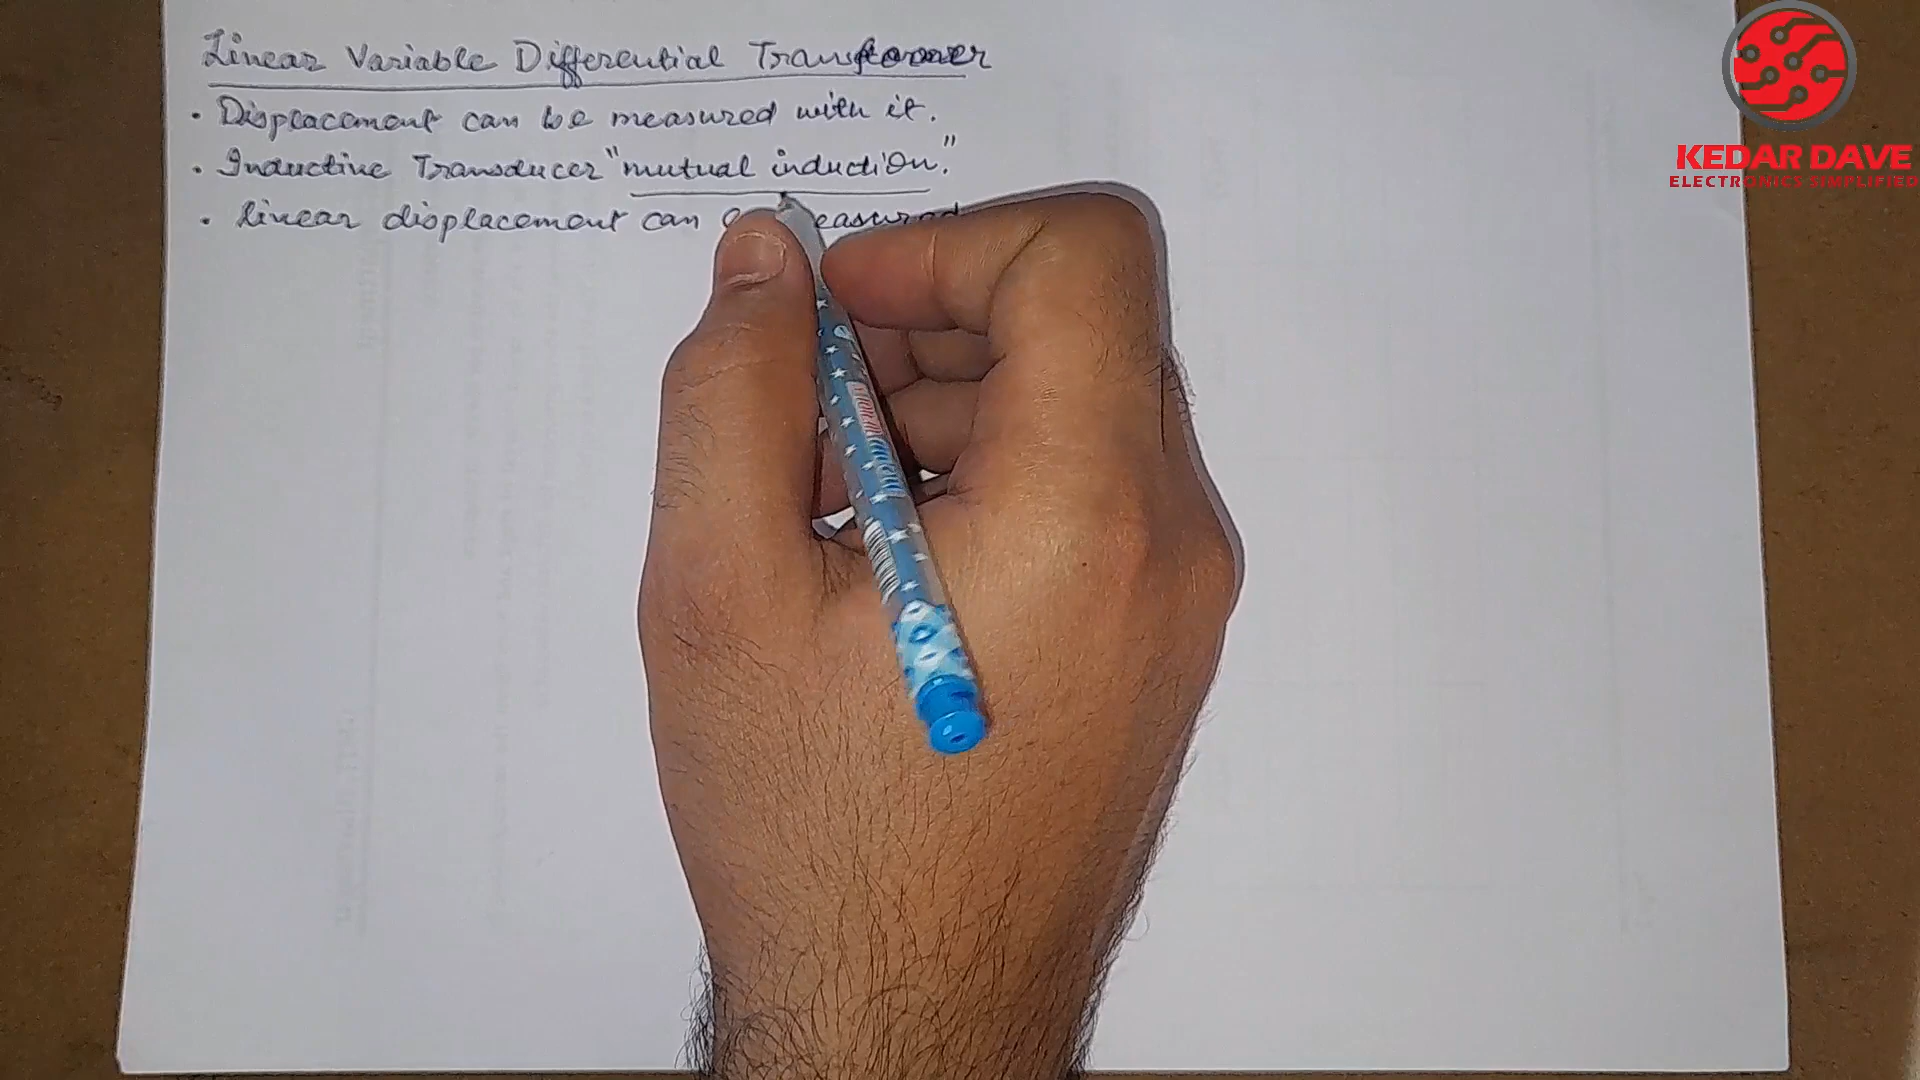 Linear Variable Differential Transformer
. Displacement can be measured with it.
. Inductive Transducer "mutual induction."
. linear displacement can measured
KEDAR DAVE
ELECTRONICS SIMPLIFIED